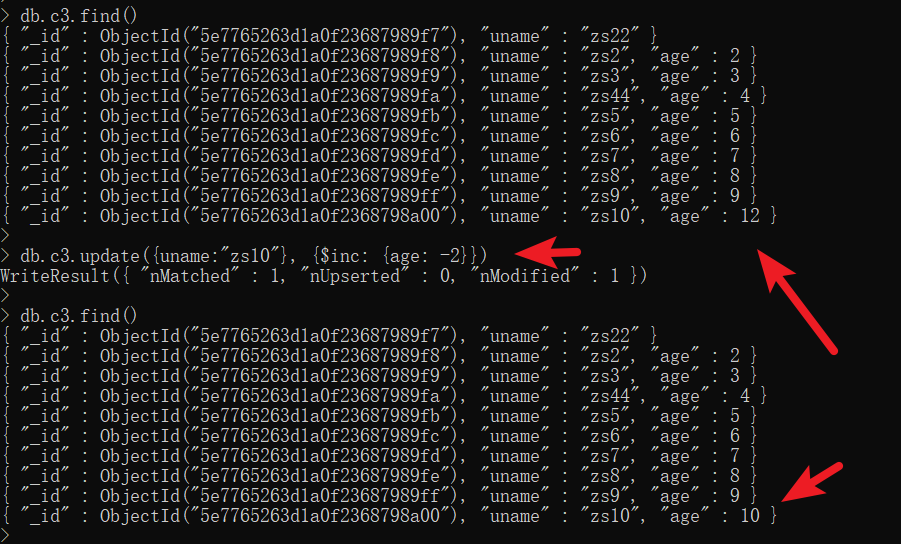 > db.c3.find()
{ "_id" : ObjectId("5e7765263d1a0f23687989f7"), "uname" : "zs22" }
{ "_id" : ObjectId("5e7765263d1a0f23687989f8"), "uname" : "zs2", "age" : 2 }
{ "_id" : ObjectId("5e7765263d1a0f23687989f9"), "uname" : "zs3", "age" : 3 }
{ "_id" : ObjectId("5e7765263d1a0f23687989fa"), "uname" : "zs44", "age" : 4 }
{ "_id" : ObjectId("5e7765263d1a0f23687989fb"), "uname" : "zs5", "age" : 5 }
{ "_id" : ObjectId("5e7765263d1a0f23687989fc"), "uname" : "zs6", "age" : 6 }
{ "_id" : ObjectId("5e7765263d1a0f23687989fd"), "uname" : "zs7", "age" : 7 }
{ "_id" : ObjectId("5e7765263d1a0f23687989fe"), "uname" : "zs8", "age" : 8 }
{ "_id" : ObjectId("5e7765263d1a0f23687989ff"), "uname" : "zs9", "age" : 9 }
{ "_id" : ObjectId("5e7765263d1a0f2368798a00"), "uname" : "zs10", "age" : 12 }
>
> db.c3.update({uname:"zs10"}, {$inc: {age: -2}})
WriteResult({ "nMatched" : 1, "nUpserted" : 0, "nModified" : 1 })
>
> db.c3.find()
{ "_id" : ObjectId("5e7765263d1a0f23687989f7"), "uname" : "zs22" }
{ "_id" : ObjectId("5e7765263d1a0f23687989f8"), "uname" : "zs2", "age" : 2 }
{ "_id" : ObjectId("5e7765263d1a0f23687989f9"), "uname" : "zs3", "age" : 3 }
{ "_id" : ObjectId("5e7765263d1a0f23687989fa"), "uname" : "zs44", "age" : 4 }
{ "_id" : ObjectId("5e7765263d1a0f23687989fb"), "uname" : "zs5", "age" : 5 }
{ "_id" : ObjectId("5e7765263d1a0f23687989fc"), "uname" : "zs6", "age" : 6 }
{ "_id" : ObjectId("5e7765263d1a0f23687989fd"), "uname" : "zs7", "age" : 7 }
{ "_id" : ObjectId("5e7765263d1a0f23687989fe"), "uname" : "zs8", "age" : 8 }
{ "_id" : ObjectId("5e7765263d1a0f23687989ff"), "uname" : "zs9", "age" : 9 }
{ "_id" : ObjectId("5e7765263d1a0f2368798a00"), "uname" : "zs10", "age" : 10 }
>